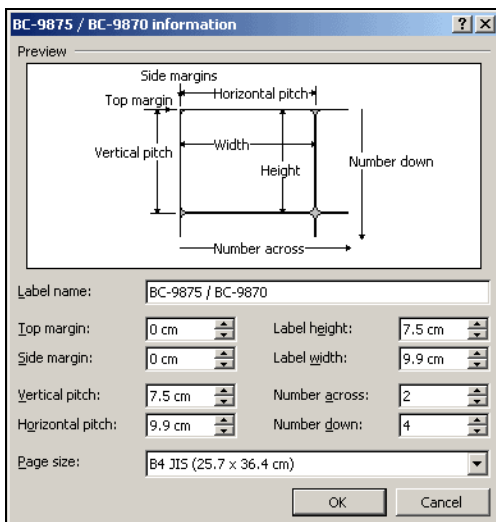 BC-9875 / BC-9870 information
Preview
Side margins
Top margin
Horizontal pitch
Vertical pitch
Width
Height
Number down
Number across
Label name: BC-9875 / BC-9870
Top margin: 0 cm Label height: 7.5 cm
Side margin: 0 cm Label width: 9.9 cm
Vertical pitch: 7.5 cm Number across: 2
Horizontal pitch: 9.9 cm Number down: 4
Page size: B4 JIS (25.7 x 36.4 cm)
OK Cancel